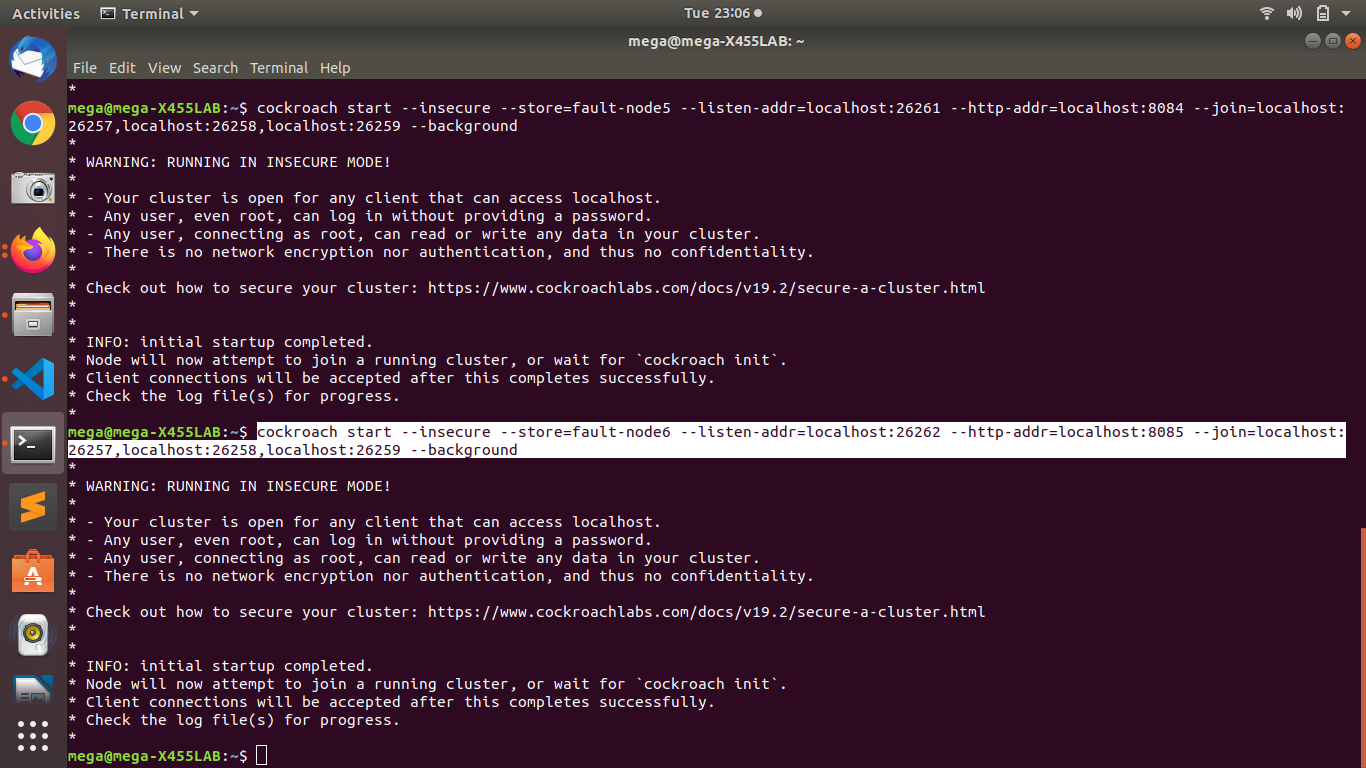 Activities Terminal Tue 23:06
mega@mega-X455LAB: ~
File Edit View Search Terminal Help
*
mega@mega-X455LAB:~$ cockroach start --insecure --store=fault-node5 --listen-addr=localhost:26261 --http-addr=localhost:8084 --join=localhost:
26257,localhost:26258,localhost:26259 --background
*
* WARNING: RUNNING IN INSECURE MODE!
*
* - Your cluster is open for any client that can access localhost.
* - Any user, even root, can log in without providing a password.
* - Any user, connecting as root, can read or write any data in your cluster.
* - There is no network encryption nor authentication, and thus no confidentiality.
*
* Check out how to secure your cluster: https://www.cockroachlabs.com/docs/v19.2/secure-a-cluster.html
*
*
* INFO: initial startup completed.
* Node will now attempt to join a running cluster, or wait for `cockroach init`.
* Client connections will be accepted after this completes successfully.
* Check the log file(s) for progress.
*
mega@mega-X455LAB:~$ cockroach start --insecure --store=fault-node6 --listen-addr=localhost:26262 --http-addr=localhost:8085 --join=localhost:
26257,localhost:26258,localhost:26259 --background
*
* WARNING: RUNNING IN INSECURE MODE!
*
* - Your cluster is open for any client that can access localhost.
* - Any user, even root, can log in without providing a password.
* - Any user, connecting as root, can read or write any data in your cluster.
* - There is no network encryption nor authentication, and thus no confidentiality.
*
* Check out how to secure your cluster: https://www.cockroachlabs.com/docs/v19.2/secure-a-cluster.html
*
*
* INFO: initial startup completed.
* Node will now attempt to join a running cluster, or wait for `cockroach init`.
* Client connections will be accepted after this completes successfully.
* Check the log file(s) for progress.
*
mega@mega-X455LAB:~$